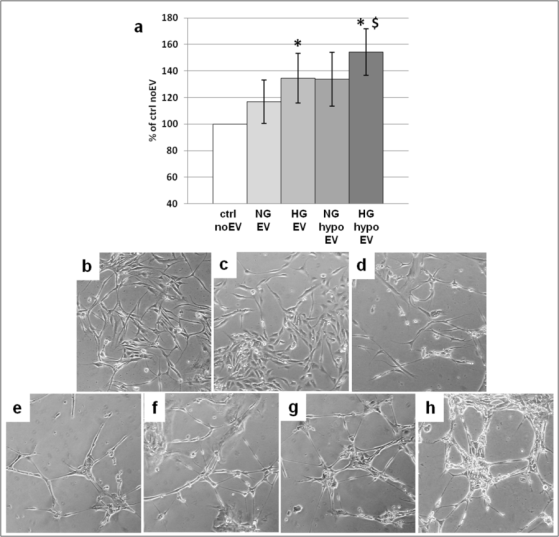 a
180
160
140
120
100
80
60
40
% of ctrl noEV
*
* $
ctrl noEV
NG EV
HG EV
NG hypo EV
HG hypo EV
b
c
d
e
f
g
h